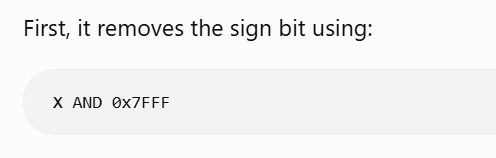 First, it removes the sign bit using:
X AND 0x7FFF